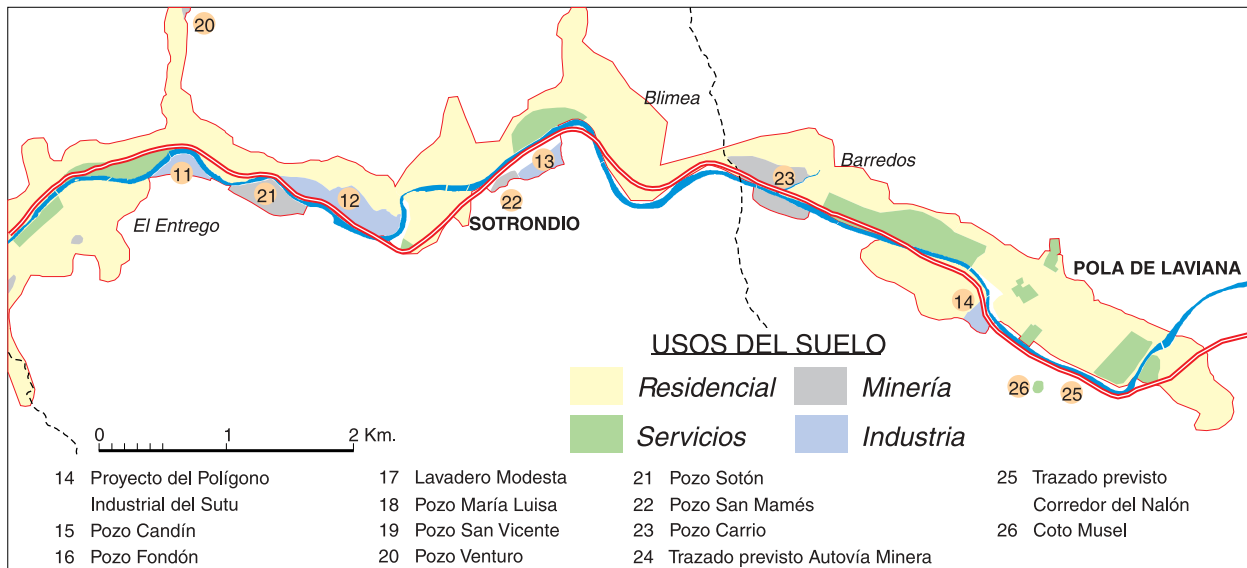 20
Blimea
Barredos
13
11
23
21
12
22
El Entrego
SOTRONDIO
POLA DE LAVIANA
14
USOS DEL SUELO
26
25
Residencial
Minería
Servicios
Industria
0 1 2 Km.
14 Proyecto del Polígono
Industrial del Sutu
15 Pozo Candín
16 Pozo Fondón
17 Lavadero Modesta
18 Pozo María Luisa
19 Pozo San Vicente
20 Pozo Venturo
21 Pozo Sotón
22 Pozo San Mamés
23 Pozo Carrio
24 Trazado previsto Autovía Minera
25 Trazado previsto
Corredor del Nalón
26 Coto Musel